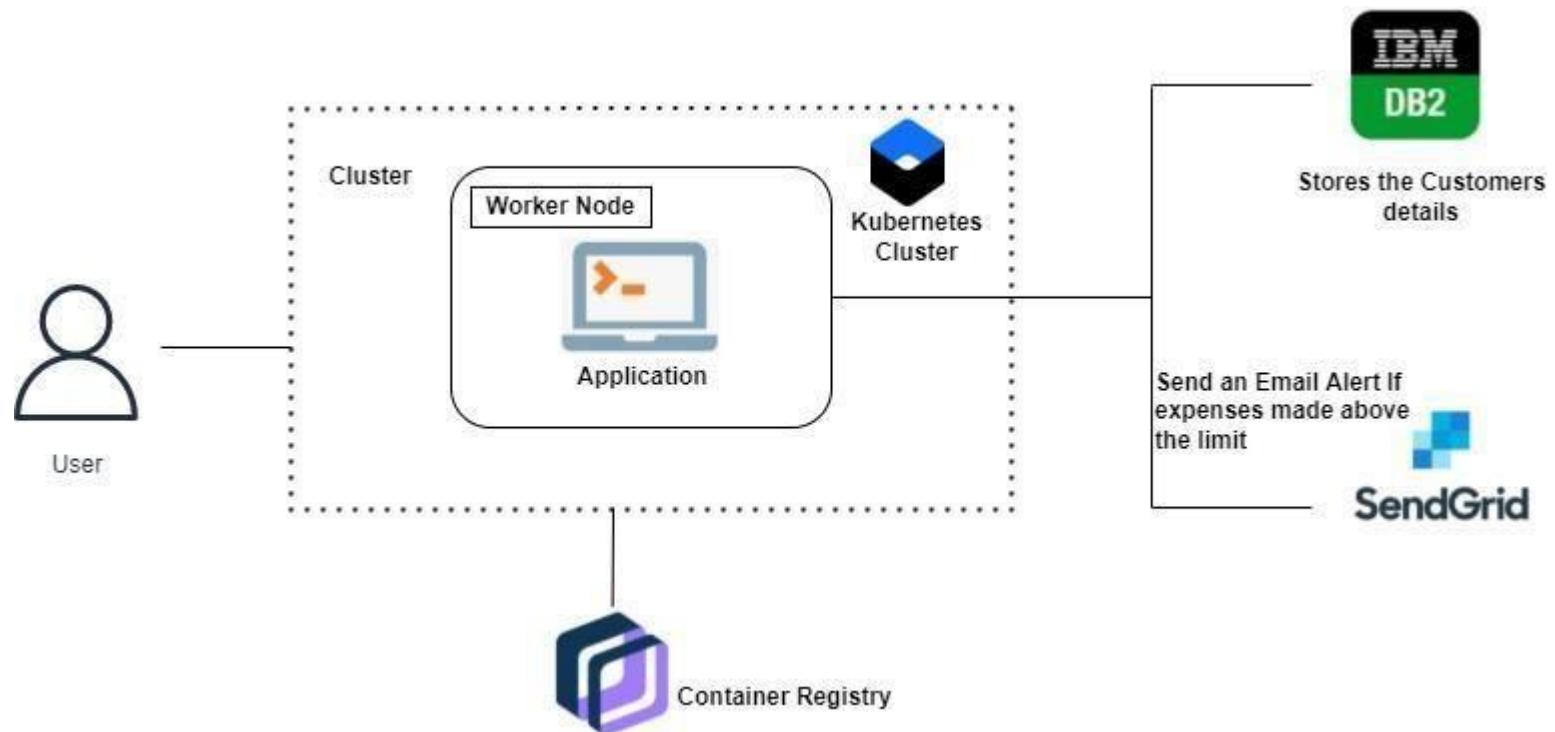 IBM
DB2
Stores the Customers
details
Cluster
Worker Node
Kubernetes
Cluster
Application
User
Send an Email Alert If
expenses made above
the limit
SendGrid
Container Registry